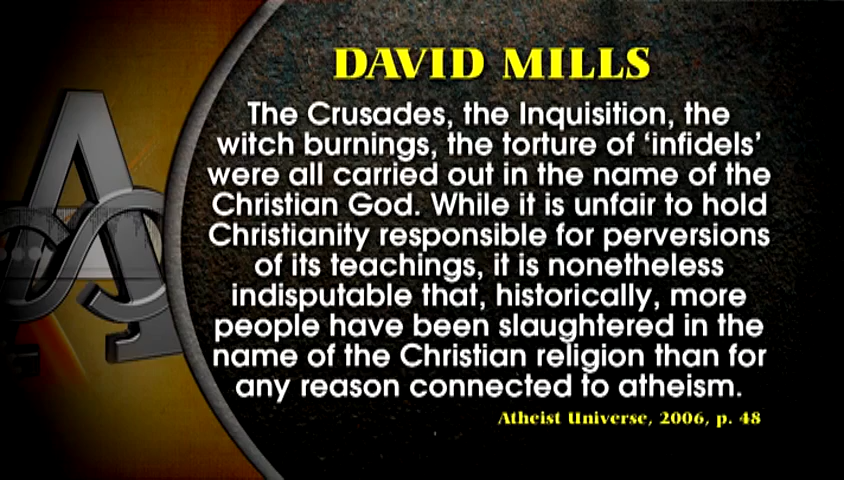 DAVID MILLS
The Crusades, the Inquisition, the
witch burnings, the torture of ‘infidels’
were all carried out in the name of the
Christian God. While it is unfair to hold
Christianity responsible for perversions
of its teachings, it is nonetheless
indisputable that, historically, more
people have been slaughtered in the
name of the Christian religion than for
any reason connected to atheism.
Atheist Universe, 2006, p. 48